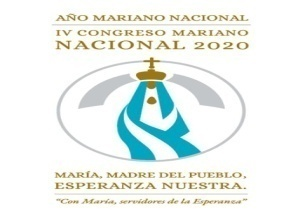 AÑO MARIANO NACIONAL
IV CONGRESO MARIANO
NACIONAL 2020
MARÍA, MADRE DEL PUEBLO,
ESPERANZA NUESTRA.
"Con María, servidores de la Esperanza"